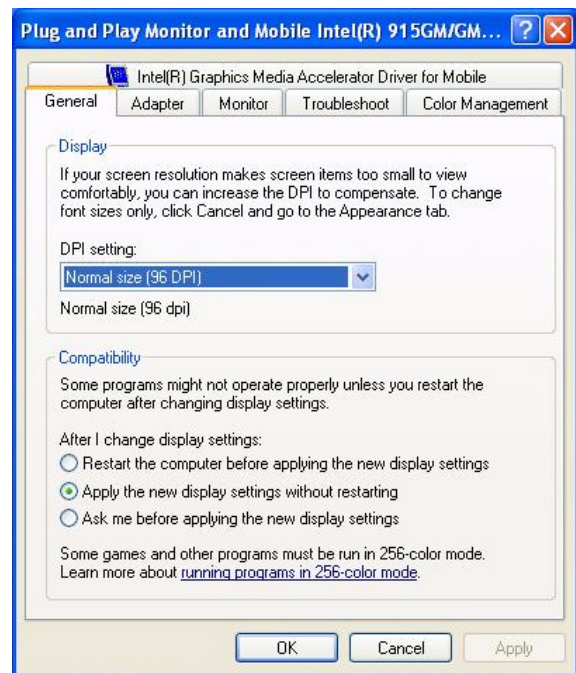 Plug and Play Monitor and Mobile Intel(R) 915GM/GM...
Intel(R) Graphics Media Accelerator Driver for Mobile
General Adapter Monitor Troubleshoot Color Management
Display
If your screen resolution makes screen items too small to view
comfortably, you can increase the DPI to compensate. To change
font sizes only, click Cancel and go to the Appearance tab.
DPI setting:
Normal size (96 DPI)
Normal size (96 dpi)
Compatibility
Some programs might not operate properly unless you restart the
computer after changing display settings.
After I change display settings:
Restart the computer before applying the new display settings
Apply the new display settings without restarting
Ask me before applying the new display settings
Some games and other programs must be run in 256-color mode.
Learn more about running programs in 256-color mode.
OK Cancel Apply